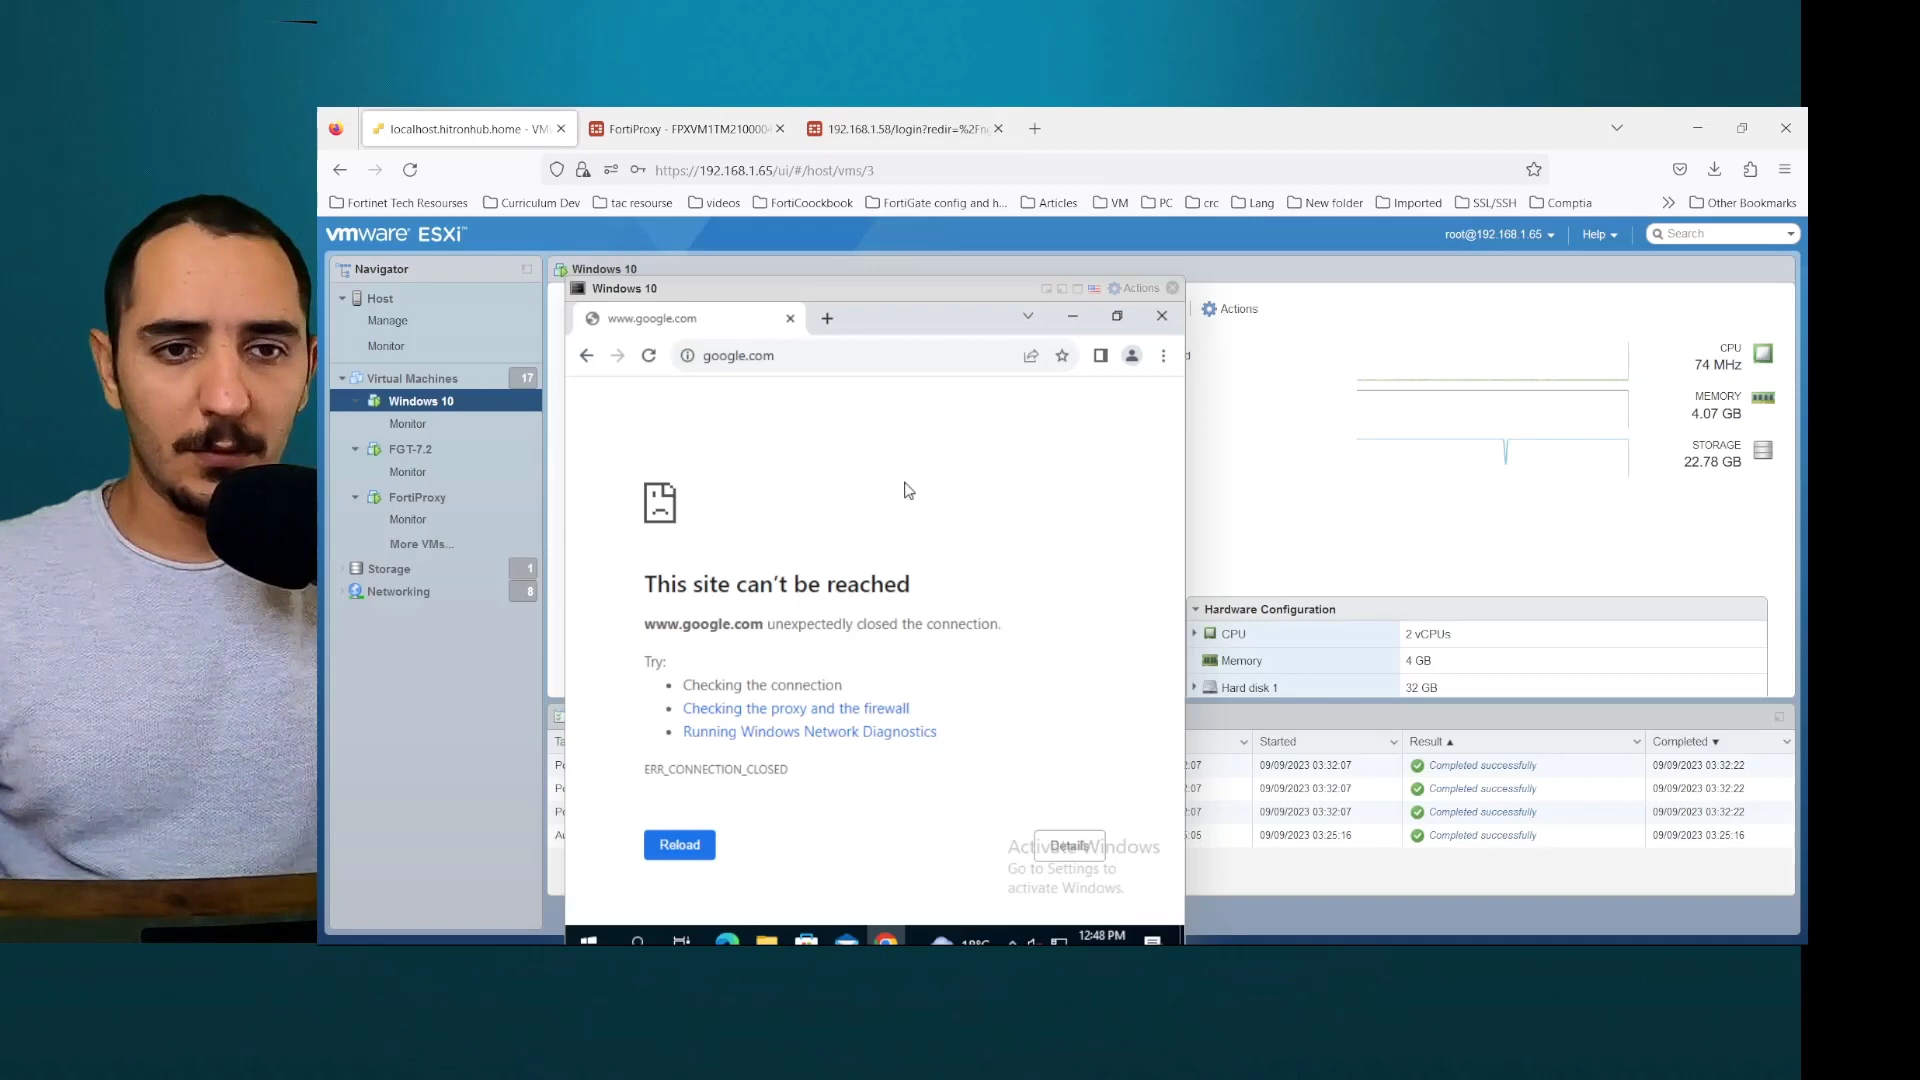 localhost.hitronhub.home - VM
FortiProxy - FPXVM1TM2100004
192.168.1.58/login?redir=%2Fn
https://192.168.1.65/ui/#/host/vms/3
Fortinet Tech Resourses
Curriculum Dev
tac resourse
videos
FortiCoockbook
FortiGate config and h...
Articles
VM
PC
crc
Lang
New folder
Imported
SSL/SSH
Comptia
Other Bookmarks
vmware ESXi
root@192.168.1.65
Help
Search
Navigator
Host
Manage
Monitor
Virtual Machines 17
Windows 10
Monitor
FGT-7.2
Monitor
FortiProxy
Monitor
More VMs...
Storage 1
Networking 8
Windows 10
Windows 10
Actions
www.google.com
google.com
This site can't be reached
www.google.com unexpectedly closed the connection.
Try:
• Checking the connection
• Checking the proxy and the firewall
• Running Windows Network Diagnostics
ERR_CONNECTION_CLOSED
Reload
Details
Activate Windows
Go to Settings to
activate Windows.
12:48 PM
Actions
CPU
74 MHz
MEMORY
4.07 GB
STORAGE
22.78 GB
Hardware Configuration
CPU 2 vCPUs
Memory 4 GB
Hard disk 1 32 GB
Started Result Completed
09/09/2023 03:32:07 Completed successfully 09/09/2023 03:32:22
09/09/2023 03:32:07 Completed successfully 09/09/2023 03:32:22
09/09/2023 03:32:07 Completed successfully 09/09/2023 03:32:22
09/09/2023 03:25:16 Completed successfully 09/09/2023 03:25:16